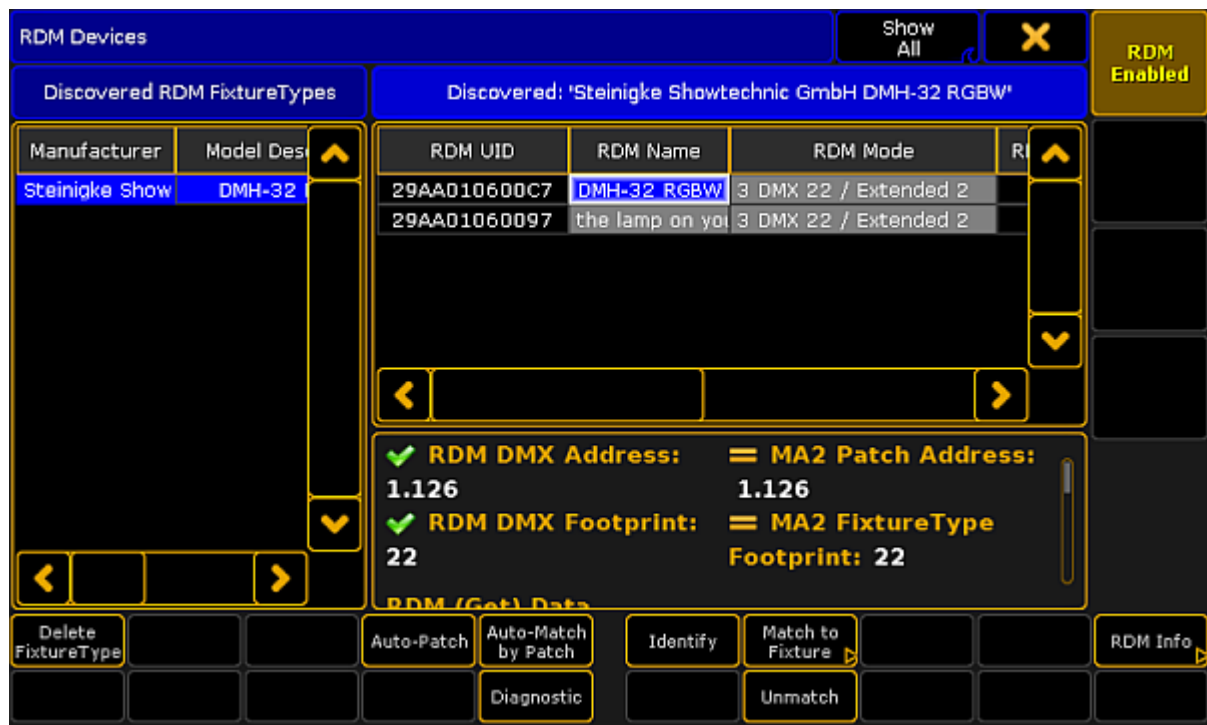 RDM Devices
Show
All
RDM
Enabled
Discovered RDM FixtureTypes
Discovered: 'Steinigke Showtechnic GmbH DMH-32 RGBW'
Manufacturer
Model Des
RDM UID
RDM Name
RDM Mode
Steinigke Show
DMH-32
29AA010600C7
DMH-32 RGBW
3 DMX 22 / Extended 2
29AA01060097
the lamp on you
3 DMX 22 / Extended 2
RDM DMX Address:
= MA2 Patch Address:
1.126
1.126
RDM DMX Footprint:
= MA2 FixtureType
22
Footprint: 22
RDM (Get) Data
Delete
FixtureType
Auto-Patch
Auto-Match
by Patch
Identify
Match to
Fixture
RDM Info
Diagnostic
Unmatch